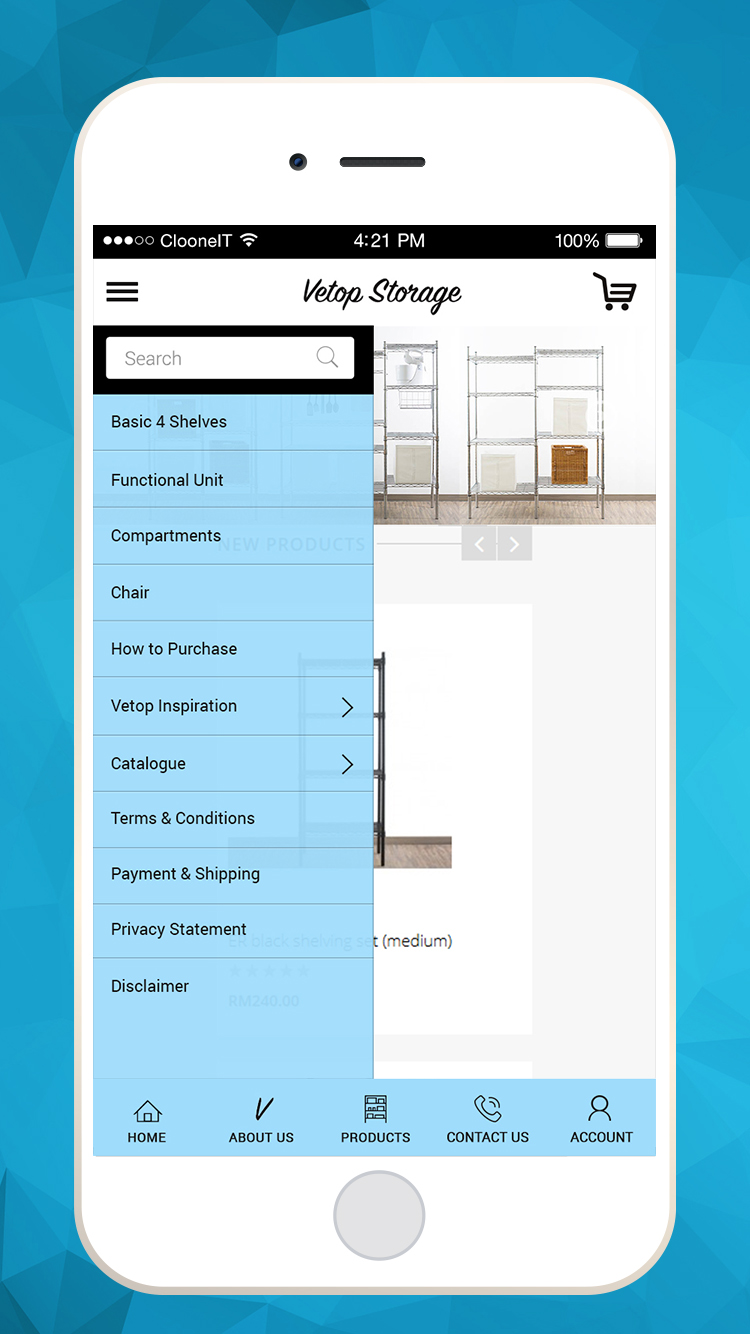 ClooneIT 4:21 PM 100%
Vetop Storage
Search
Basic 4 Shelves
Functional Unit
NEW PRODUCTS
Compartments
Chair
How to Purchase
Vetop Inspiration
Catalogue
Terms & Conditions
Payment & Shipping
Privacy Statement
ER black shelving set (medium)
Disclaimer
RM240.00
HOME ABOUT US PRODUCTS CONTACT US ACCOUNT